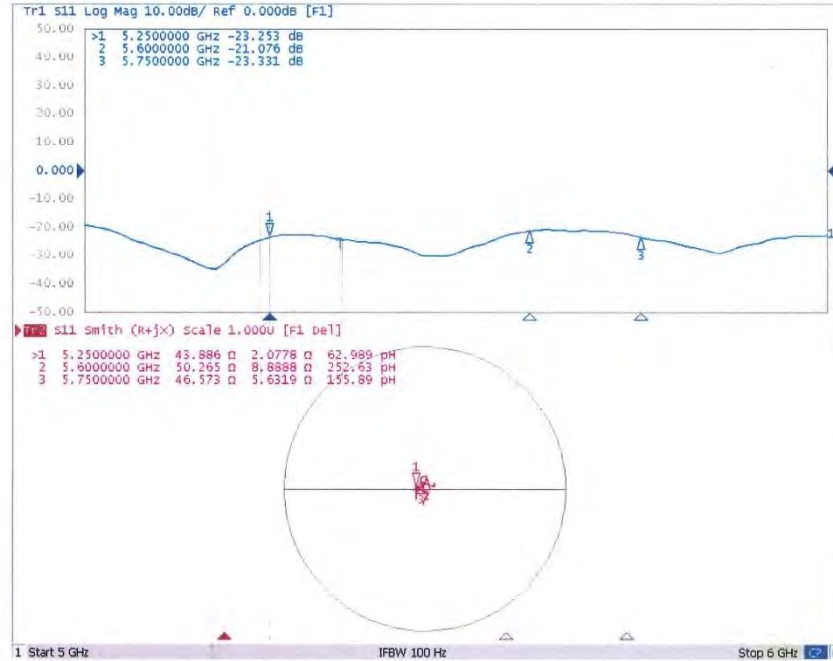 Tr1 S11 Log Mag 10.00dB/ Ref 0.000dB [F1]
50.00
>1 5.2500000 GHz -23.253 dB
2 5.6000000 GHz -21.076 dB
3 5.7500000 GHz -23.331 dB
40.00
30.00
20.00
10.00
0.000
-10.00
-20.00
-30.00
-40.00
-50.00
1
2
3
1
Tr2 S11 Smith (R+jX) Scale 1.000U [F1 Del]
>1 5.2500000 GHz 43.886 Ω 2.0778 Ω 62.989 pH
2 5.6000000 GHz 50.265 Ω 8.8888 Ω 252.63 pH
3 5.7500000 GHz 46.573 Ω 5.6319 Ω 155.89 pH
1
1 Start 5 GHz IFBW 100 Hz Stop 6 GHz